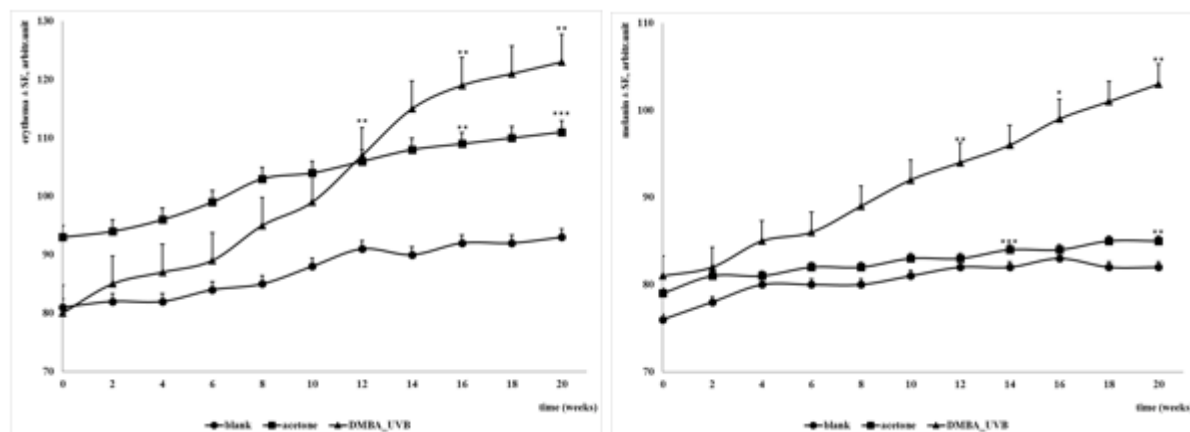 130
120
110
100
90
80
70
erythema ± SE, arbitr.unit
**
**
**
**
***
0 2 4 6 8 10 12 14 16 18 20
time (weeks)
blank acetone DMBA_UVB
110
100
90
80
70
melanin ± SE, arbitr.unit
**
*
**
***
**
0 2 4 6 8 10 12 14 16 18 20
time (weeks)
blank acetone DMBA_UVB